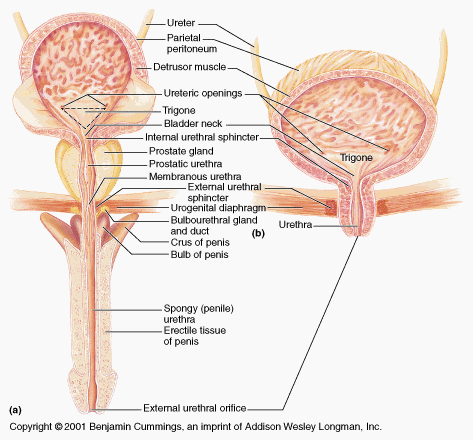 Ureter
Parietal
peritoneum
Detrusor muscle
Ureteric openings
Trigone
Bladder neck
Internal urethral sphincter
Prostate gland
Prostatic urethra
Membranous urethra
External urethral
sphincter
Urogenital diaphragm
Bulbourethral gland
and duct
Crus of penis
Bulb of penis
Trigone
Urethra
(b)
Spongy (penile)
urethra
Erectile tissue
of penis
External urethral orifice
(a)
Copyright © 2001 Benjamin Cummings, an imprint of Addison Wesley Longman, Inc.